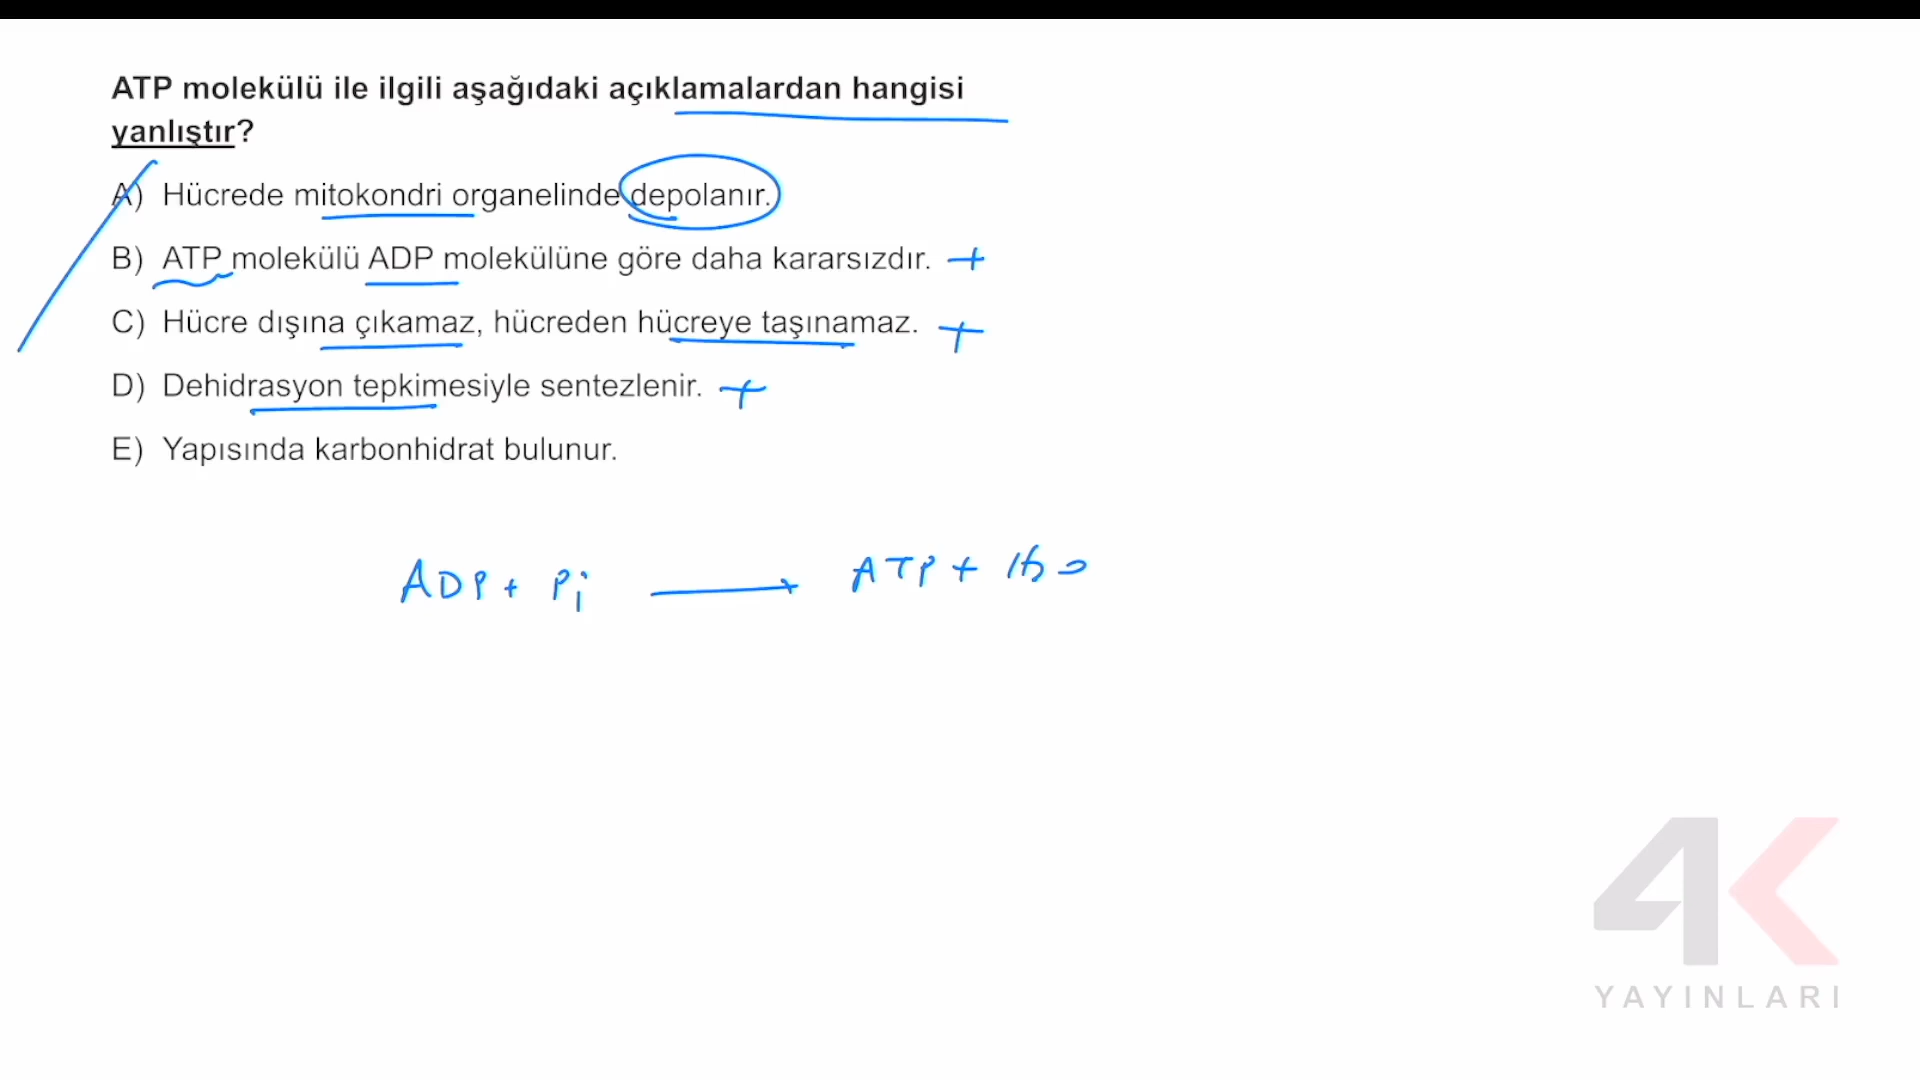 ATP molekülü ile ilgili aşağıdaki açıklamalardan hangisi
yanlıştır?
A) Hücrede mitokondri organelinde depolanır.
B) ATP molekülü ADP molekülüne göre daha kararsızdır. +
C) Hücre dışına çıkamaz, hücreden hücreye taşınamaz. +
D) Dehidrasyon tepkimesiyle sentezlenir. +
E) Yapısında karbonhidrat bulunur.
ADP + Pi → ATP + H₂O
4K
YAYINLARI